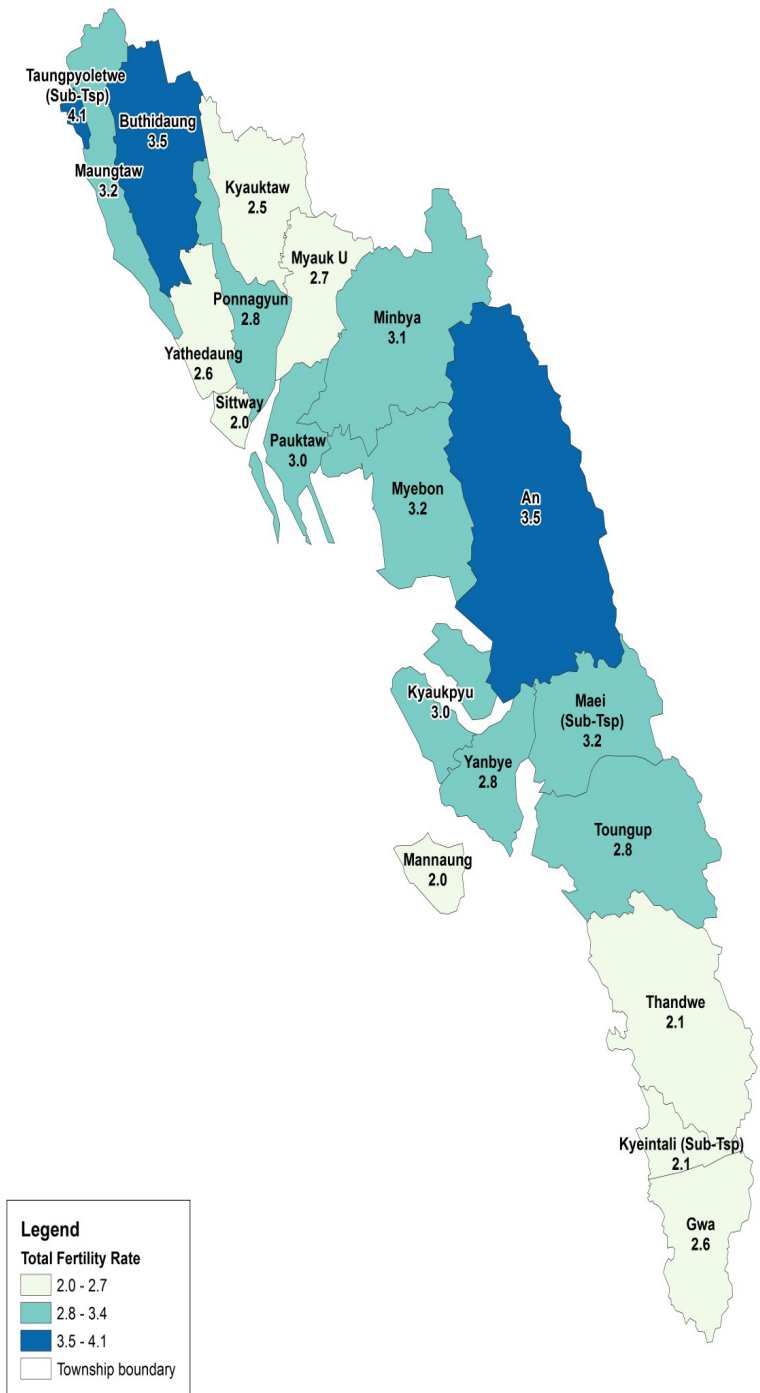 Taungpyoletwe
(Sub-Tsp)
4.1
Buthidaung
3.5
Maungtaw
3.2
Kyauktaw
2.5
Myauk U
2.7
Ponnagyun
2.8
Minbya
3.1
Yathedaung
2.6
Sittway
2.0
Pauktaw
3.0
Myebon
3.2
An
3.5
Kyaukpyu
3.0
Maei
(Sub-Tsp)
3.2
Yanbye
2.8
Toungup
2.8
Mannaung
2.0
Thandwe
2.1
Kyeintali (Sub-Tsp)
2.1
Gwa
2.6
Legend
Total Fertility Rate
2.0 - 2.7
2.8 - 3.4
3.5 - 4.1
Township boundary